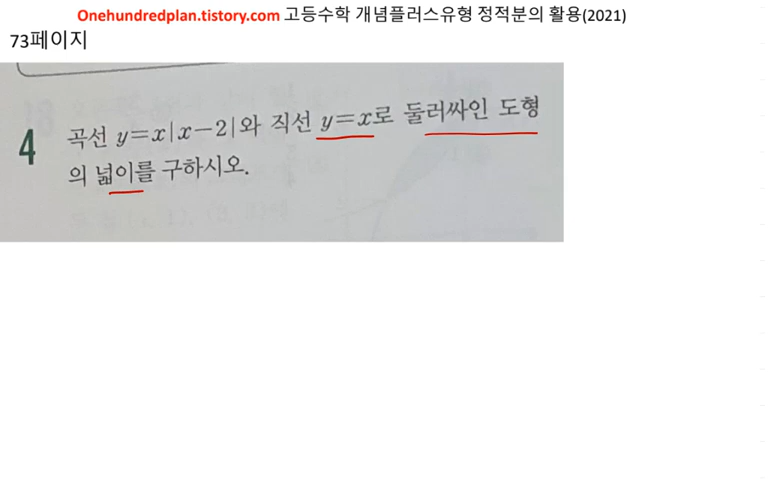 Onehundredplan.tistory.com 고등수학 개념플러스유형 정적분의 활용(2021)
73페이지
4 곡선 y=x|x-2|와 직선 y=x로 둘러싸인 도형
의 넓이를 구하시오.